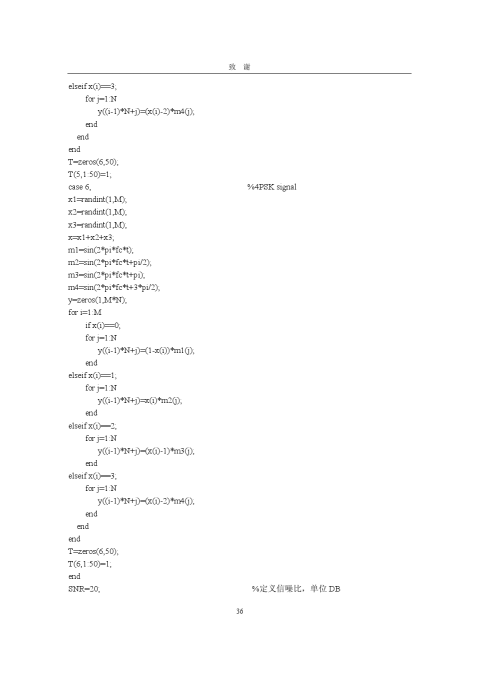 致 谢
elseif x(i)==3;
for j=1:N
y((i-1)*N+j)=(x(i)-2)*m4(j);
end
end
end
T=zeros(6,50);
T(5,1:50)=1;
case 6, %4PSK signal
x1=randint(1,M);
x2=randint(1,M);
x3=randint(1,M);
x=x1+x2+x3;
m1=sin(2*pi*fc*t);
m2=sin(2*pi*fc*t+pi/2);
m3=sin(2*pi*fc*t+pi);
m4=sin(2*pi*fc*t+3*pi/2);
y=zeros(1,M*N);
for i=1:M
if x(i)==0;
for j=1:N
y((i-1)*N+j)=(1-x(i))*m1(j);
end
elseif x(i)==1;
for j=1:N
y((i-1)*N+j)=x(i)*m2(j);
end
elseif x(i)==2;
for j=1:N
y((i-1)*N+j)=(x(i)-1)*m3(j);
end
elseif x(i)==3;
for j=1:N
y((i-1)*N+j)=(x(i)-2)*m4(j);
end
end
end
T=zeros(6,50);
T(6,1:50)=1;
end
SNR=20; %定义信噪比，单位 DB
36